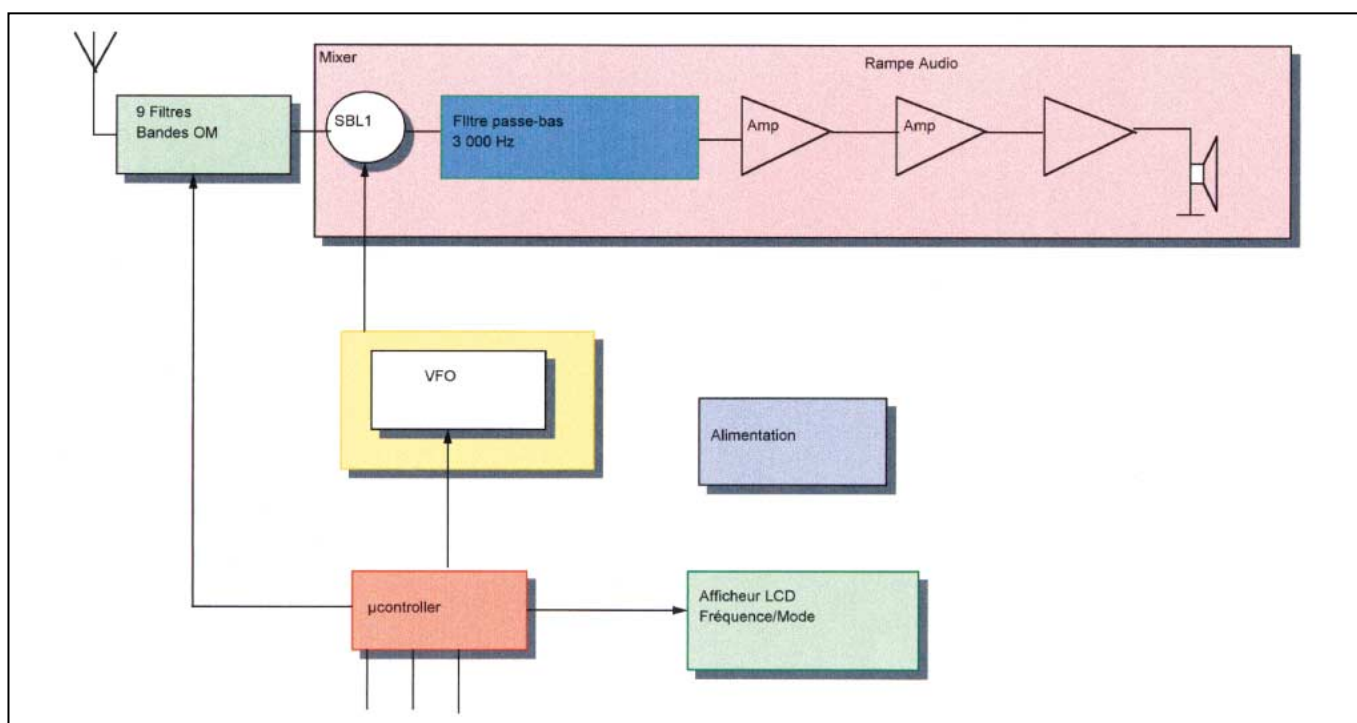 Mixer
Rampe Audio
9 Filtres
Bandes OM
SBL1
FIltre passe-bas
3 000 Hz
Amp
Amp
VFO
Alimentation
µcontroller
Afficheur LCD
Fréquence/Mode